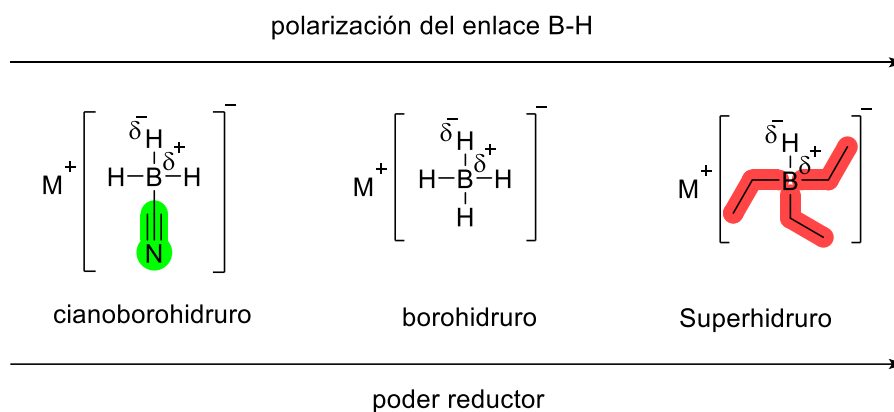 polarización del enlace B-H
δ⁻ H δ⁺
M⁺ H B H ⁻
N
δ⁻ H δ⁺
M⁺ H B H ⁻
H
δ⁻ H δ⁺
M⁺ B ⁻
cianoborohidruro
borohidruro
Superhidruro
poder reductor